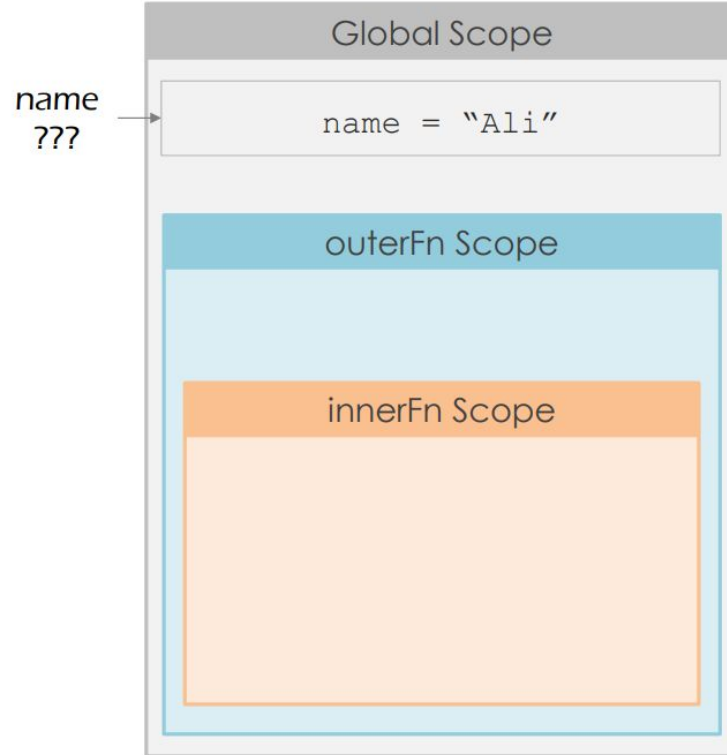 Global Scope
name
???
name = “Ali”
outerFn Scope
innerFn Scope